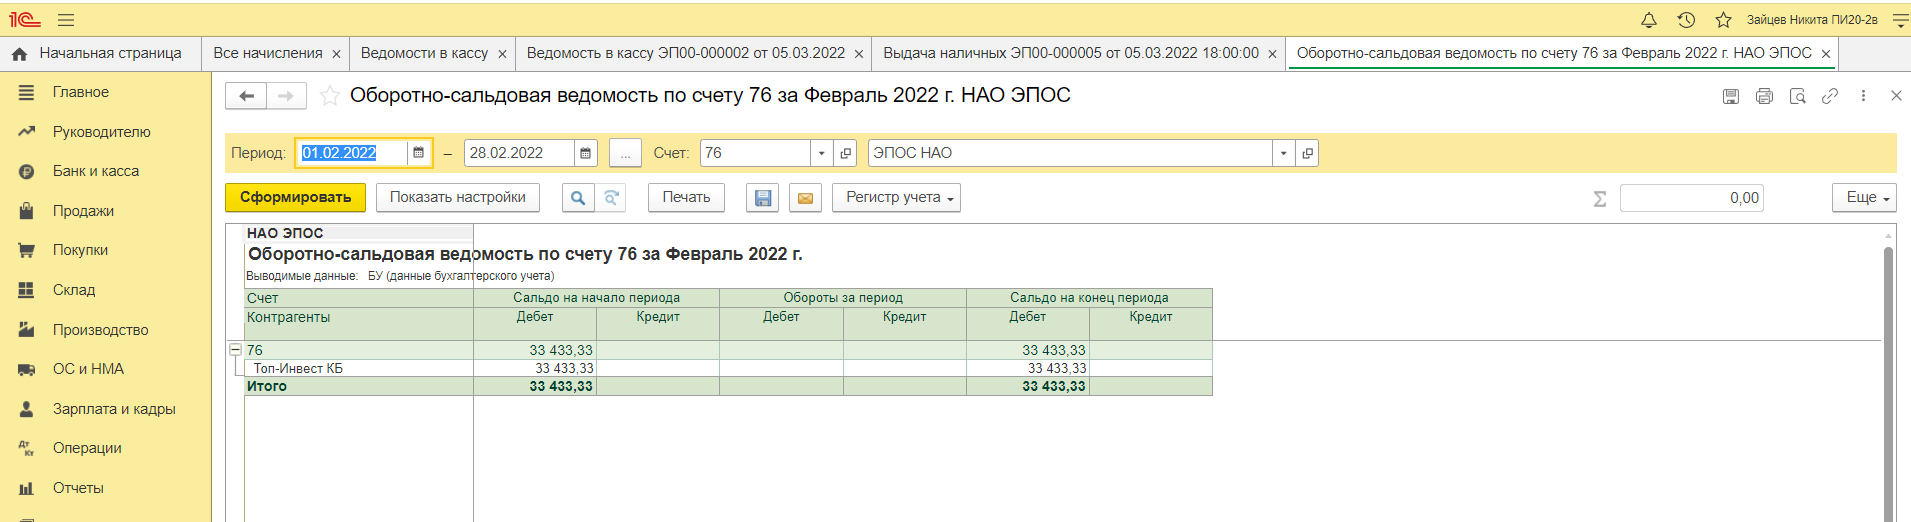 1С Зайцев Никита ПИ20-2в
Начальная страница Все начисления × Ведомости в кассу × Ведомость в кассу ЭП00-000002 от 05.03.2022 × Выдача наличных ЭП00-000005 от 05.03.2022 18:00:00 × Оборотно-сальдовая ведомость по счету 76 за Февраль 2022 г. НАО ЭПОС ×
Главное
Руководителю
Банк и касса
Продажи
Покупки
Склад
Производство
ОС и НМА
Зарплата и кадры
Дт Кт Операции
Отчеты
Оборотно-сальдовая ведомость по счету 76 за Февраль 2022 г. НАО ЭПОС
Период: 01.02.2022 – 28.02.2022 ... Счет: 76 ЭПОС НАО
Сформировать Показать настройки Печать Регистр учета Σ 0,00 Еще
НАО ЭПОС
Оборотно-сальдовая ведомость по счету 76 за Февраль 2022 г.
Выводимые данные: БУ (данные бухгалтерского учета)
Счет Сальдо на начало периода Обороты за период Сальдо на конец периода
Контрагенты Дебет Кредит Дебет Кредит Дебет Кредит
76 33 433,33 33 433,33
Топ-Инвест КБ 33 433,33 33 433,33
Итого 33 433,33 33 433,33